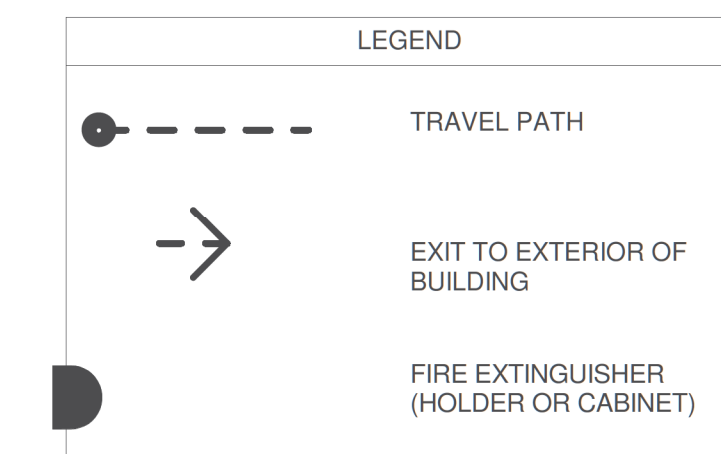 LEGEND
TRAVEL PATH
EXIT TO EXTERIOR OF
BUILDING
FIRE EXTINGUISHER
(HOLDER OR CABINET)